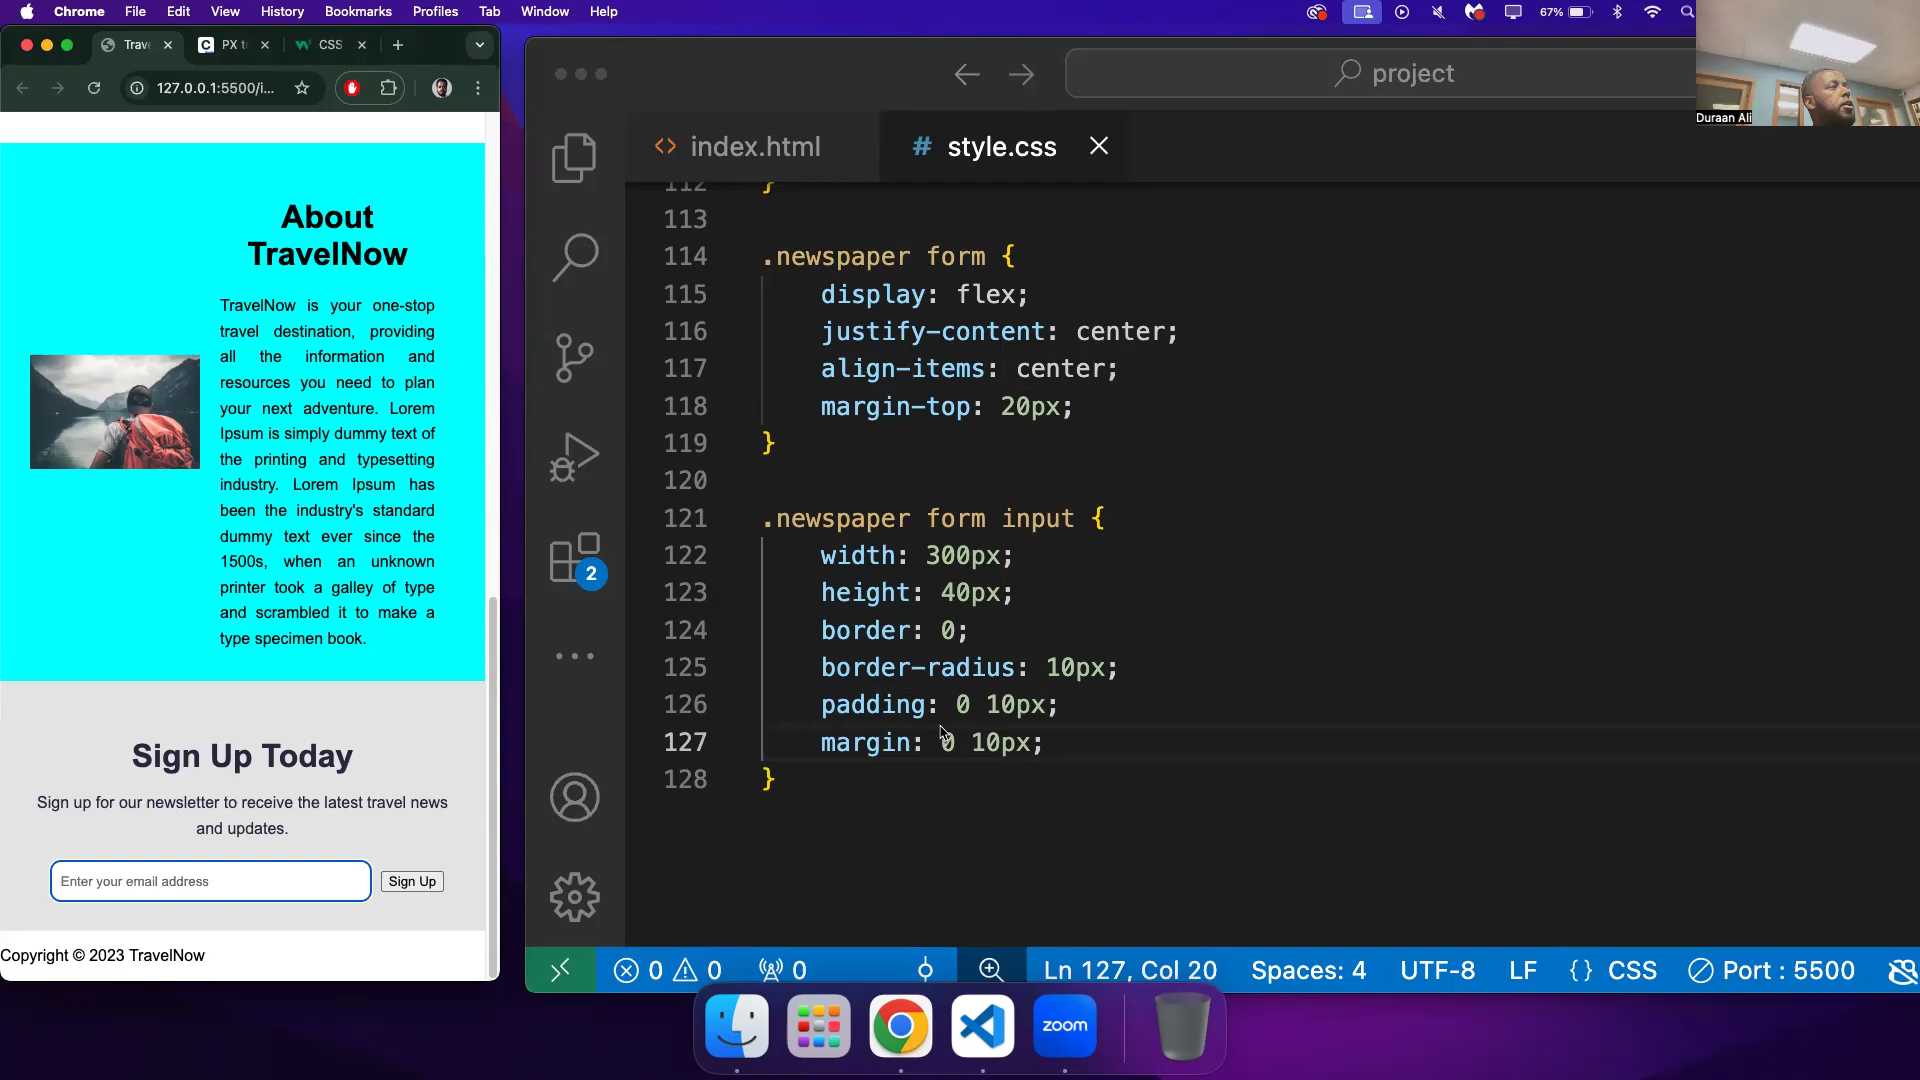 Chrome File Edit View History Bookmarks Profiles Tab Window Help
67%
Trav
PX t
CSS
127.0.0.1:5500/i...
project
Duraan Ali
index.html
style.css
112 }
113
114 .newspaper form {
115 display: flex;
116 justify-content: center;
117 align-items: center;
118 margin-top: 20px;
119 }
120
121 .newspaper form input {
122 width: 300px;
123 height: 40px;
124 border: 0;
125 border-radius: 10px;
126 padding: 0 10px;
127 margin: 0 10px;
128 }
2
About
TravelNow
TravelNow is your one-stop
travel destination, providing
all the information and
resources you need to plan
your next adventure. Lorem
Ipsum is simply dummy text of
the printing and typesetting
industry. Lorem Ipsum has
been the industry's standard
dummy text ever since the
1500s, when an unknown
printer took a galley of type
and scrambled it to make a
type specimen book.
Sign Up Today
Sign up for our newsletter to receive the latest travel news
and updates.
Enter your email address
Sign Up
Copyright © 2023 TravelNow
0 0 0 Ln 127, Col 20 Spaces: 4 UTF-8 LF {} CSS Port : 5500
zoom